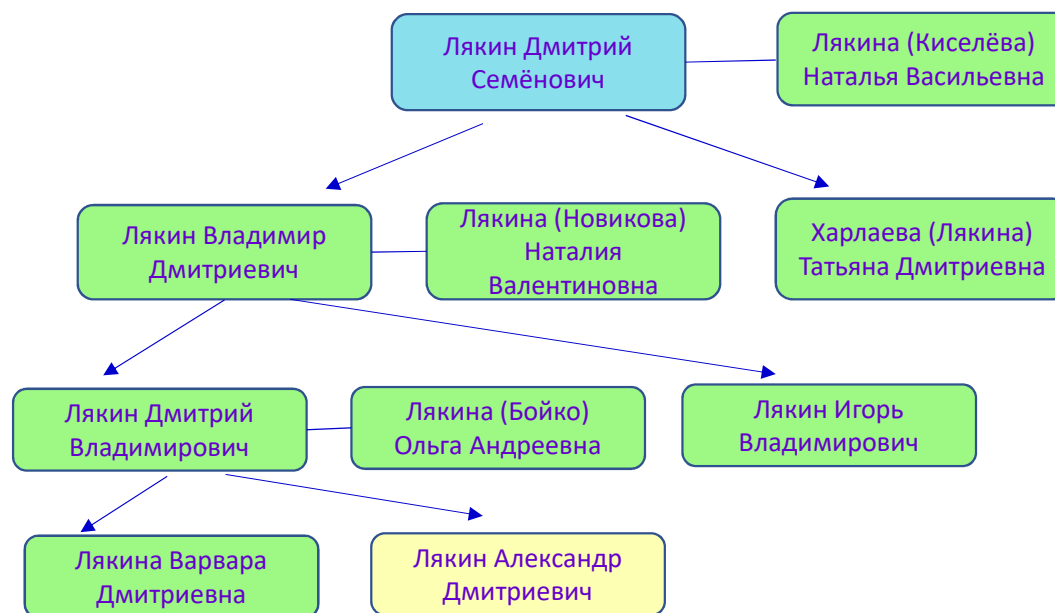 Лякин Дмитрий
Семёнович
Лякина (Киселёва)
Наталья Васильевна
Лякин Владимир
Дмитриевич
Лякина (Новикова)
Наталия
Валентиновна
Харлаева (Лякина)
Татьяна Дмитриевна
Лякин Дмитрий
Владимирович
Лякина (Бойко)
Ольга Андреевна
Лякин Игорь
Владимирович
Лякина Варвара
Дмитриевна
Лякин Александр
Дмитриевич